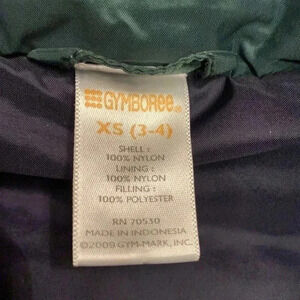 GYMBOREE
XS (3-4)
SHELL :
100% NYLON
LINING :
100% NYLON
FILLING :
100% POLYESTER
RN 70530
MADE IN INDONESIA
©2009 GYM-MARK, INC.